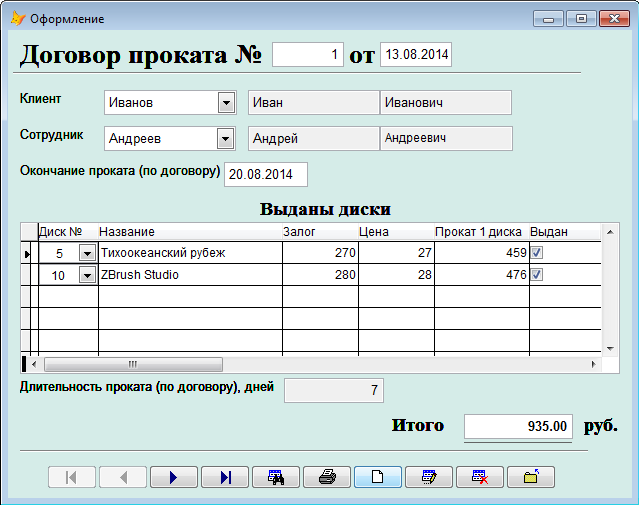 Оформление
Договор проката № 1 от 13.08.2014
Клиент Иванов Иван Иванович
Сотрудник Андреев Андрей Андреевич
Окончание проката (по договору) 20.08.2014
Выданы диски
Диск № Название Залог Цена Прокат 1 диска Выдан
5 Тихоокеанский рубеж 270 27 459
10 ZBrush Studio 280 28 476
Длительность проката (по договору), дней 7
Итого 935.00 руб.